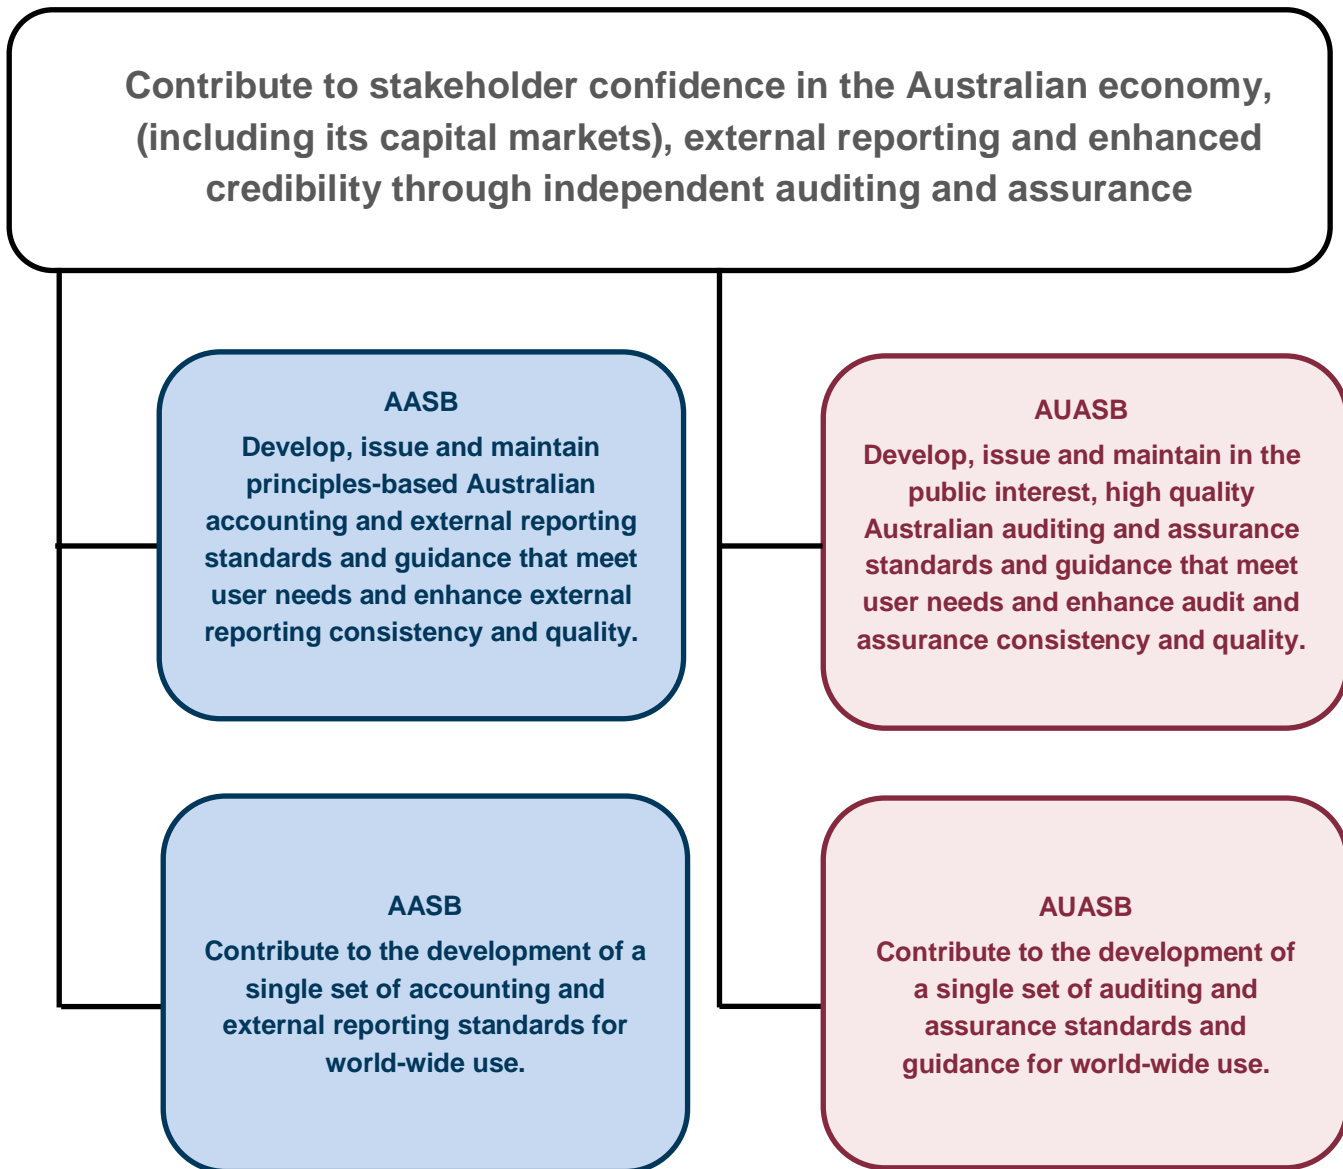 Contribute to stakeholder confidence in the Australian economy,
(including its capital markets), external reporting and enhanced
credibility through independent auditing and assurance
AASB
Develop, issue and maintain
principles-based Australian
accounting and external reporting
standards and guidance that meet
user needs and enhance external
reporting consistency and quality.
AUASB
Develop, issue and maintain in the
public interest, high quality
Australian auditing and assurance
standards and guidance that meet
user needs and enhance audit and
assurance consistency and quality.
AASB
Contribute to the development of a
single set of accounting and
external reporting standards for
world-wide use.
AUASB
Contribute to the development of
a single set of auditing and
assurance standards and
guidance for world-wide use.